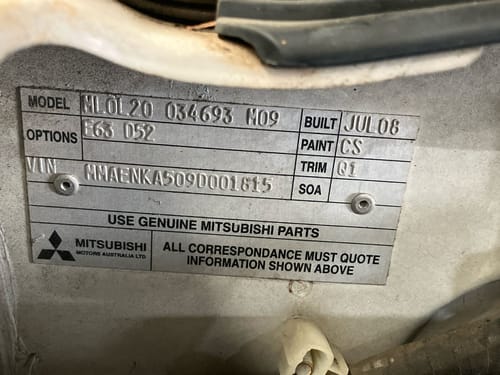 MODEL ML0L20 034693 M09 BUILT JUL08
OPTIONS E63 D52 PAINT CS
VIN MMAENKA509D001815 TRIM Q1
SOA
USE GENUINE MITSUBISHI PARTS
MITSUBISHI
MOTORS AUSTRALIA LTD
ALL CORRESPONDANCE MUST QUOTE
INFORMATION SHOWN ABOVE